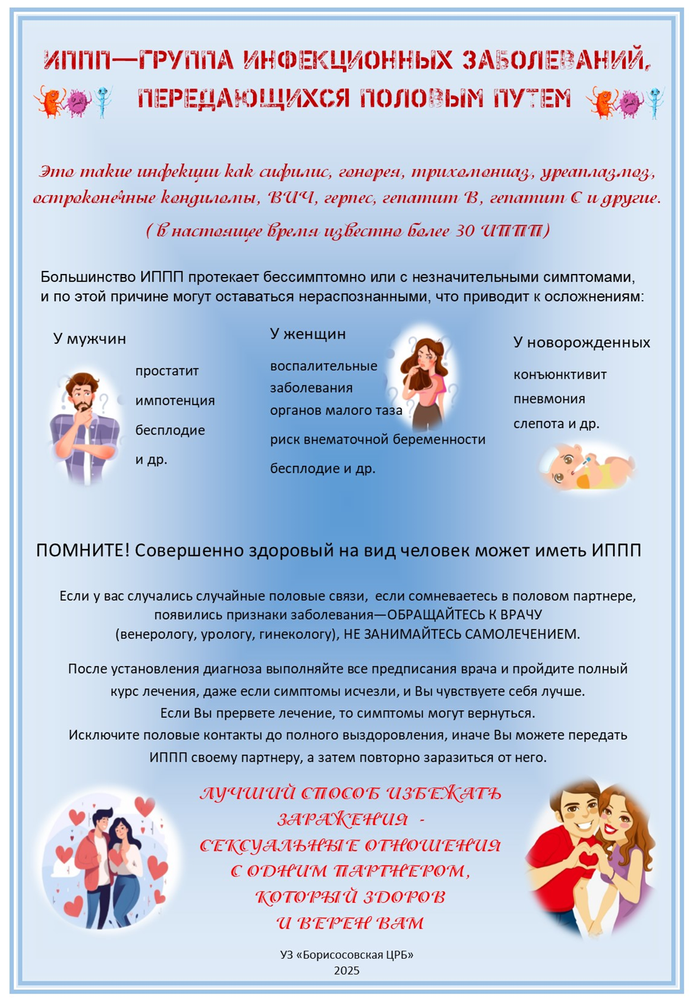 ИППП—ГРУППА ИНФЕКЦИОННЫХ ЗАБОЛЕВАНИЙ,
ПЕРЕДАЮЩИХСЯ ПОЛОВЫМ ПУТЕМ
Это такие инфекции как сифилис, гонорея, трихомониаз, уреаплазмоз,
остроконечные кондиломы, ВИЧ, герпес, гепатит В, гепатит С и другие.
( в настоящее время известно более 30 ИППП)
Большинство ИППП протекает бессимптомно или с незначительными симптомами,
и по этой причине могут оставаться нераспознанными, что приводит к осложнениям:
У мужчин
простатит
импотенция
бесплодие
и др.
У женщин
воспалительные
заболевания
органов малого таза
риск внематочной беременности
бесплодие и др.
У новорожденных
конъюнктивит
пневмония
слепота и др.
ПОМНИТЕ! Совершенно здоровый на вид человек может иметь ИППП
Если у вас случались случайные половые связи, если сомневаетесь в половом партнере,
появились признаки заболевания—ОБРАЩАЙТЕСЬ К ВРАЧУ
(венерологу, урологу, гинекологу), НЕ ЗАНИМАЙТЕСЬ САМОЛЕЧЕНИЕМ.
После установления диагноза выполняйте все предписания врача и пройдите полный
курс лечения, даже если симптомы исчезли, и Вы чувствуете себя лучше.
Если Вы прервете лечение, то симптомы могут вернуться.
Исключите половые контакты до полного выздоровления, иначе Вы можете передать
ИППП своему партнеру, а затем повторно заразиться от него.
ЛУЧШИЙ СПОСОБ ИЗБЕЖАТЬ
ЗАРАЖЕНИЯ -
СЕКСУАЛЬНЫЕ ОТНОШЕНИЯ
С ОДНИМ ПАРТНЕРОМ,
КОТОРЫЙ ЗДОРОВ
И ВЕРЕН ВАМ
УЗ «Борисосовская ЦРБ»
2025